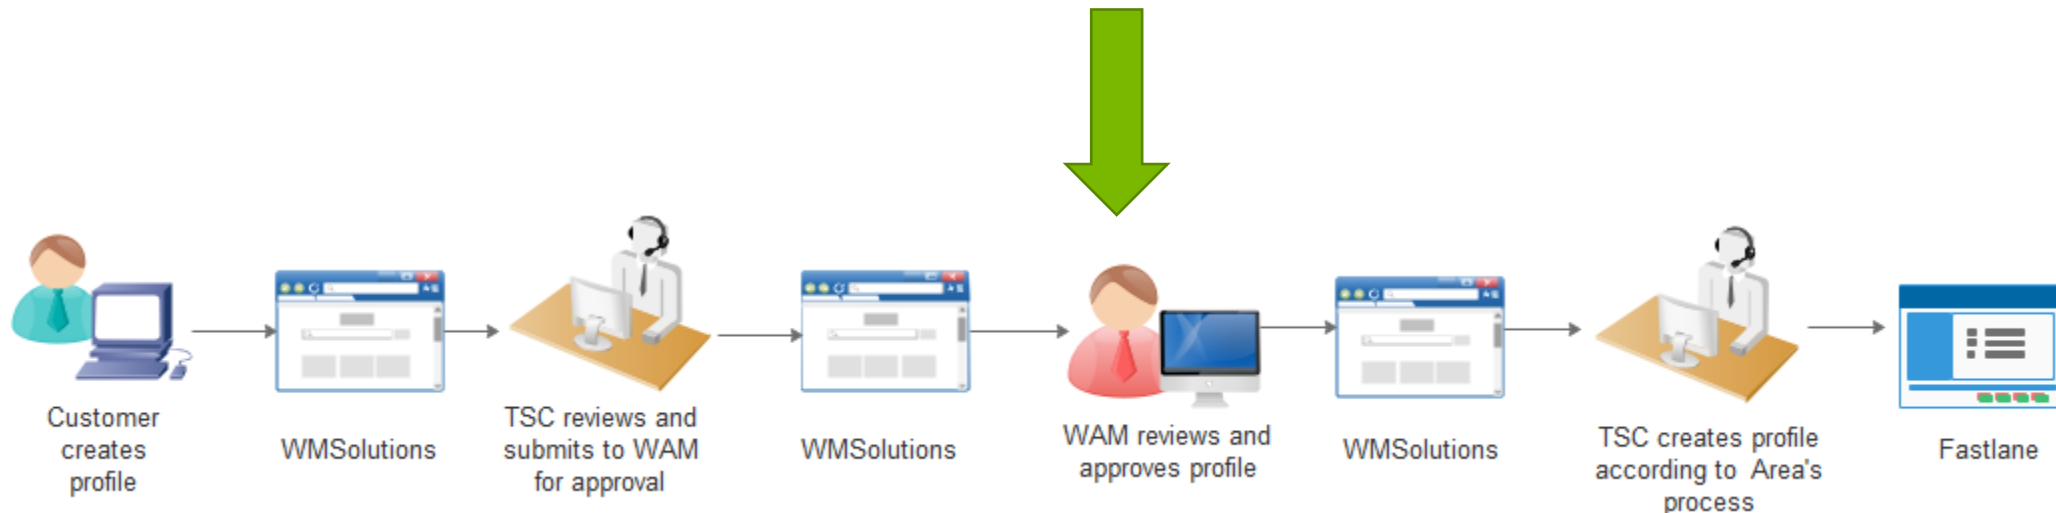 Customer
creates
profile
WMSolutions
TSC reviews and
submits to WAM
for approval
WMSolutions
WAM reviews and
approves profile
WMSolutions
TSC creates profile
according to Area's
process
Fastlane